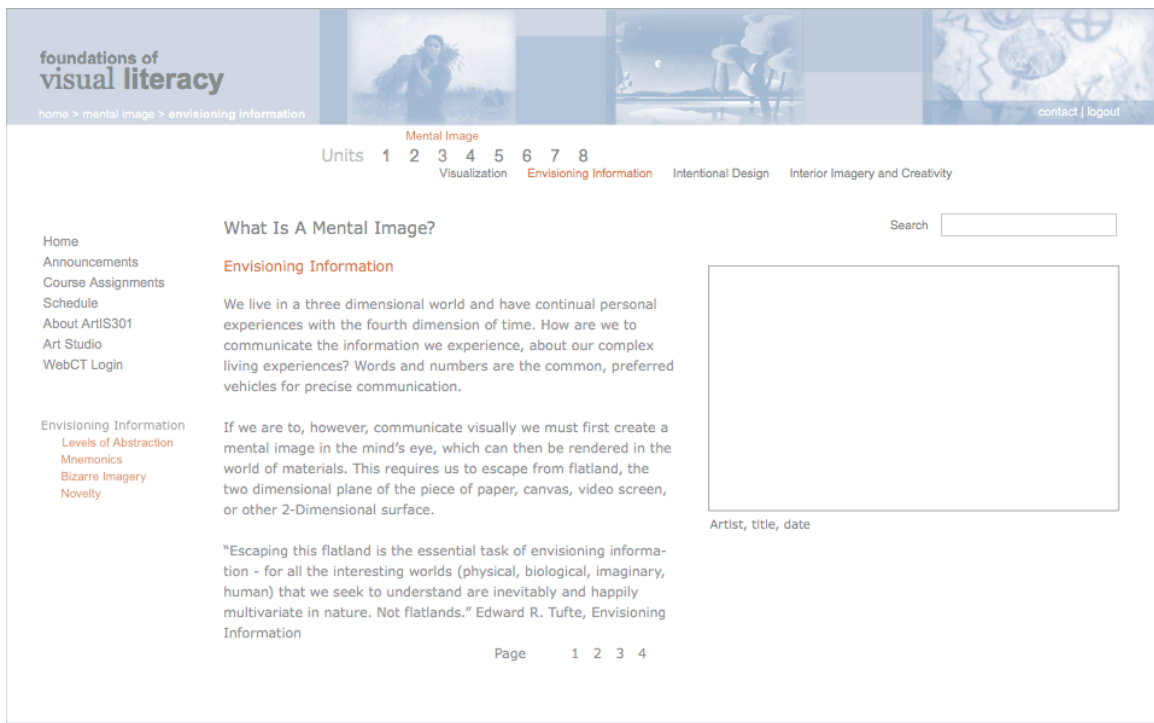 foundations of
visual literacy
home > mental image > envisioning information
contact | logout
Mental Image
Units 1 2 3 4 5 6 7 8
Visualization Envisioning Information Intentional Design Interior Imagery and Creativity
Home
Announcements
Course Assignments
Schedule
About ArtIS301
Art Studio
WebCT Login
Envisioning Information
Levels of Abstraction
Mnemonics
Bizarre Imagery
Novelty
What Is A Mental Image?
Envisioning Information
We live in a three dimensional world and have continual personal
experiences with the fourth dimension of time. How are we to
communicate the information we experience, about our complex
living experiences? Words and numbers are the common, preferred
vehicles for precise communication.
If we are to, however, communicate visually we must first create a
mental image in the mind’s eye, which can then be rendered in the
world of materials. This requires us to escape from flatland, the
two dimensional plane of the piece of paper, canvas, video screen,
or other 2-Dimensional surface.
“Escaping this flatland is the essential task of envisioning informa-
tion - for all the interesting worlds (physical, biological, imaginary,
human) that we seek to understand are inevitably and happily
multivariate in nature. Not flatlands.” Edward R. Tufte, Envisioning
Information
Page 1 2 3 4
Search
Artist, title, date